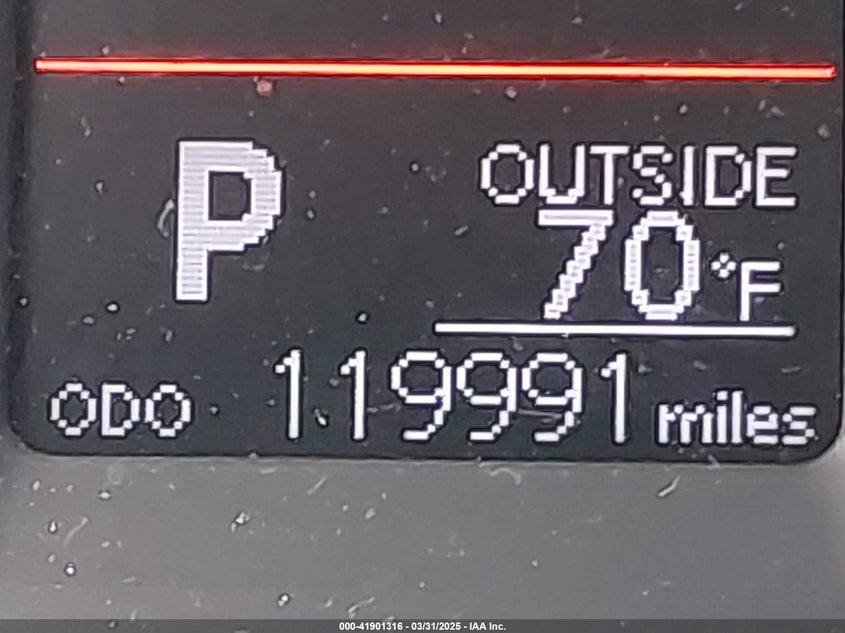 P
OUTSIDE
70°F
ODO 119991 miles
000-41901316 - 03/31/2025 - IAA Inc.